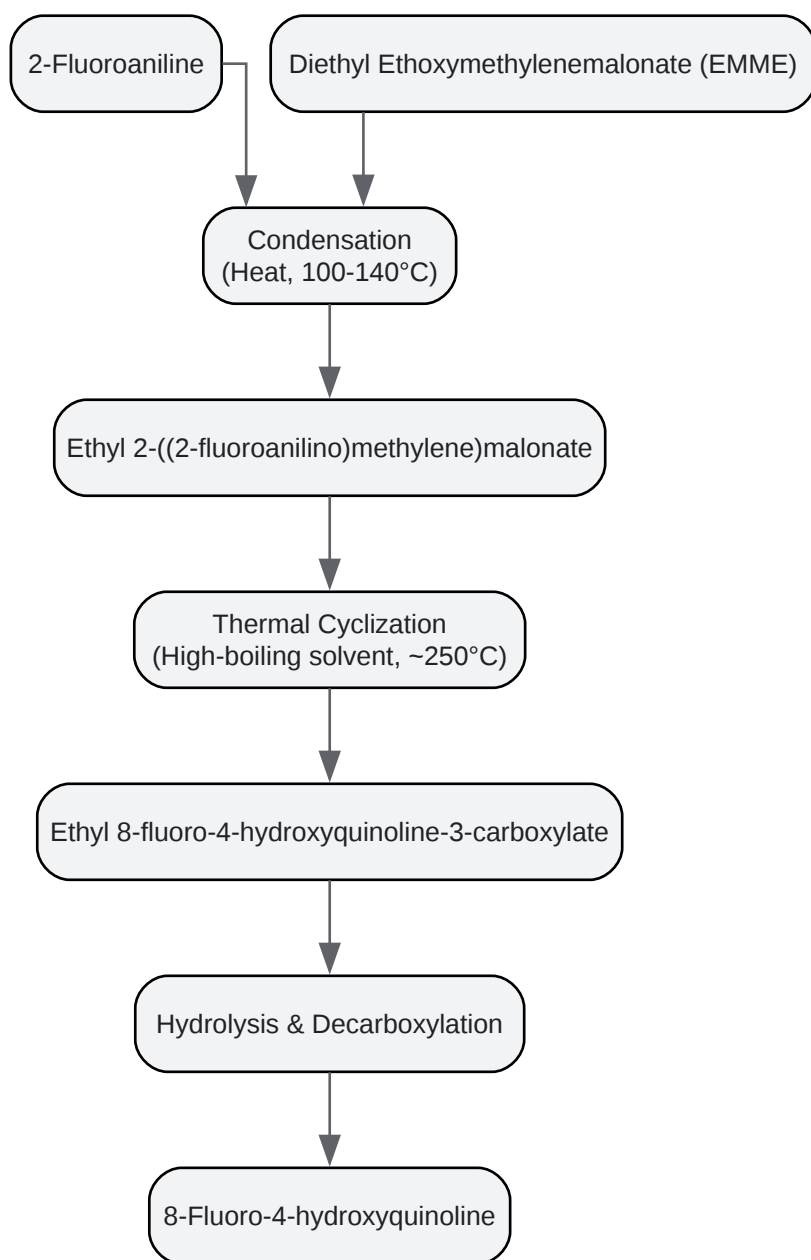 2-Fluoroaniline
Diethyl Ethoxymethylenemalonate (EMME)
Condensation
(Heat, 100-140°C)
Ethyl 2-((2-fluoroanilino)methylene)malonate
Thermal Cyclization
(High-boiling solvent, ~250°C)
Ethyl 8-fluoro-4-hydroxyquinoline-3-carboxylate
Hydrolysis & Decarboxylation
8-Fluoro-4-hydroxyquinoline